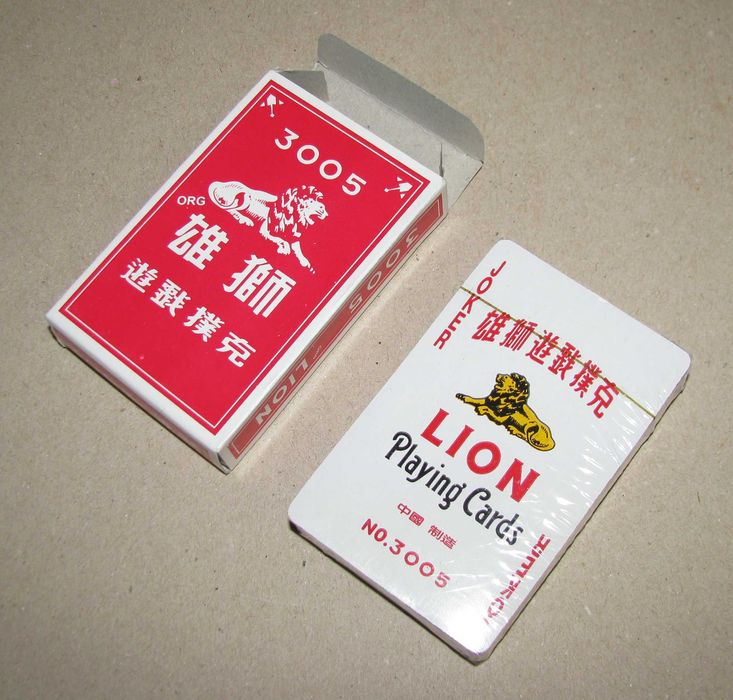 3005
ORG
雄獅
遊戲撲克
3005
LION
JOKER
雄獅遊戲撲克
LION
Playing Cards
中國 制造
NO.3005
JOKER